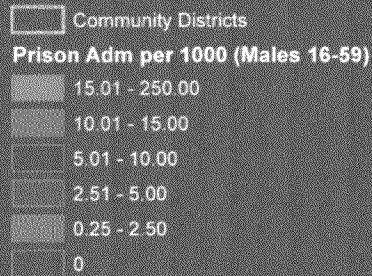 Community Districts
Prison Adm per 1000 (Males 16-59)
15.01 - 250.00
10.01 - 15.00
5.01 - 10.00
2.51 - 5.00
0.25 - 2.50
0